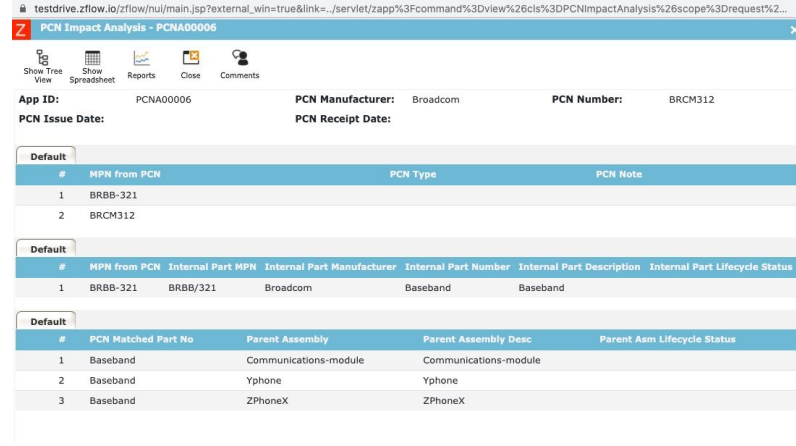 testdrive.zflow.io/zflow/nui/main.jsp?external_win=true&link=../servlet/zapp%3Fcommand%3Dview%26cls%3DPCNImpactAnalysis%26scope%3Drequest%2...
Z PCN Impact Analysis - PCNA00006
Show Tree View Show Spreadsheet Reports Close Comments
App ID: PCNA00006 PCN Manufacturer: Broadcom PCN Number: BRCM312
PCN Issue Date: PCN Receipt Date:
Default
# MPN from PCN PCN Type PCN Note
1 BRBB-321
2 BRCM312
Default
# MPN from PCN Internal Part MPN Internal Part Manufacturer Internal Part Number Internal Part Description Internal Part Lifecycle Status
1 BRBB-321 BRBB/321 Broadcom Baseband Baseband
Default
# PCN Matched Part No Parent Assembly Parent Assembly Desc Parent Asm Lifecycle Status
1 Baseband Communications-module Communications-module
2 Baseband Yphone Yphone
3 Baseband ZPhoneX ZPhoneX